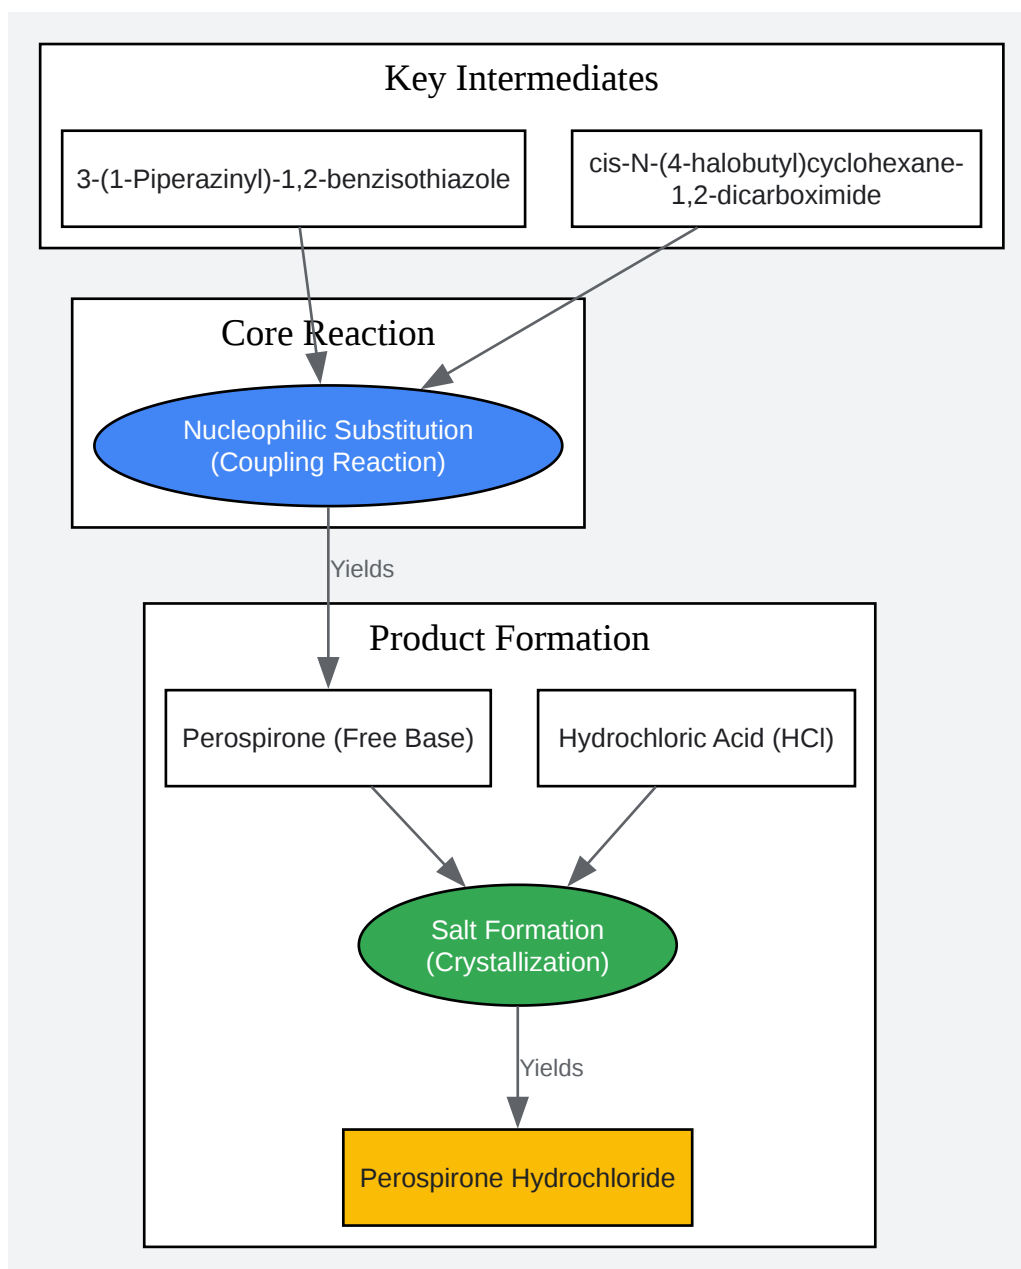 Key Intermediates
3-(1-Piperazinyl)-1,2-benzisothiazole
cis-N-(4-halobutyl)cyclohexane-
1,2-dicarboximide
Core Reaction
Nucleophilic Substitution
(Coupling Reaction)
Yields
Product Formation
Perospirone (Free Base)
Hydrochloric Acid (HCl)
Salt Formation
(Crystallization)
Yields
Perospirone Hydrochloride